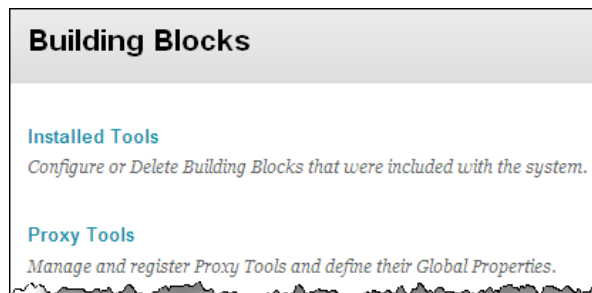 Building Blocks
Installed Tools
Configure or Delete Building Blocks that were included with the system.
Proxy Tools
Manage and register Proxy Tools and define their Global Properties.